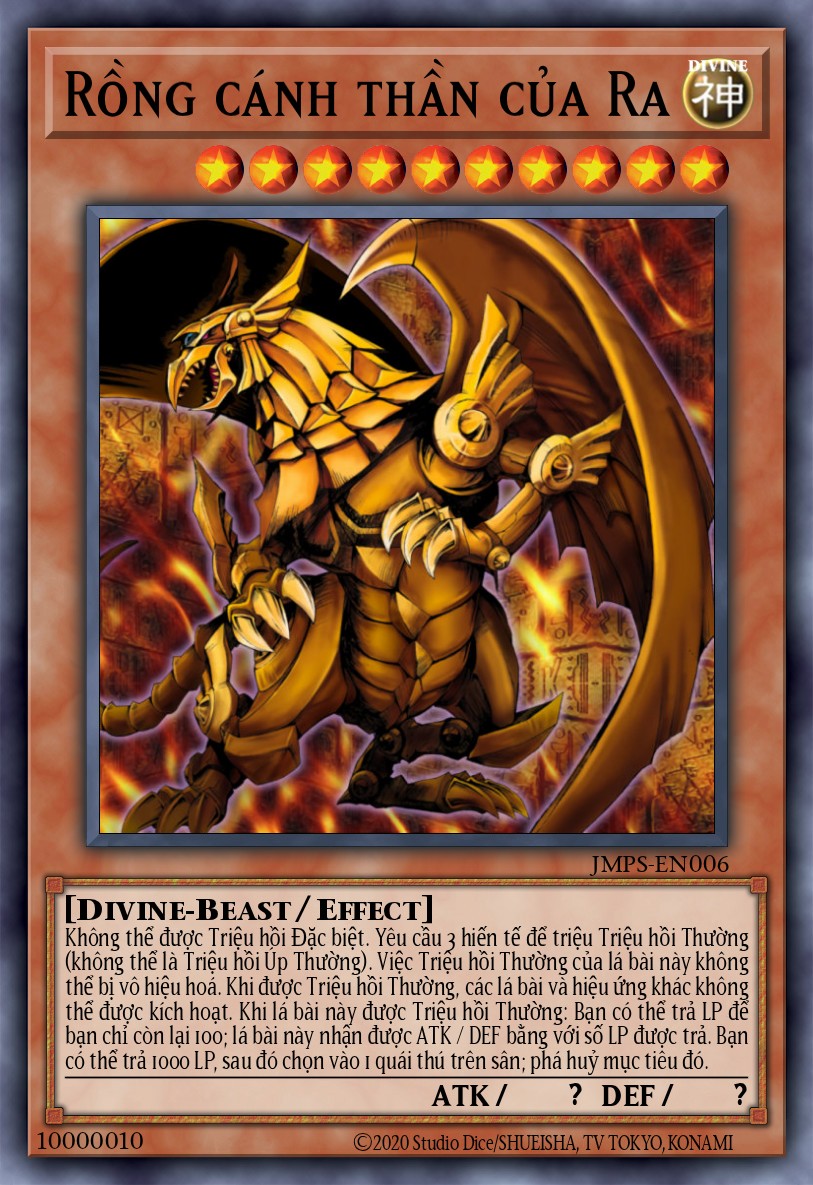 Rồng cánh thần của Ra
DIVINE
神
JMPS-EN006
[Divine-Beast / Effect]
Không thể được Triệu hồi Đặc biệt. Yêu cầu 3 hiến tế để triệu Triệu hồi Thường
(không thể là Triệu hồi Úp Thường). Việc Triệu hồi Thường của lá bài này không
thể bị vô hiệu hoá. Khi được Triệu hồi Thường, các lá bài và hiệu ứng khác không
thể được kích hoạt. Khi lá bài này được Triệu hồi Thường: Bạn có thể trả LP để
bạn chỉ còn lại 100; lá bài này nhận được ATK / DEF bằng với số LP được trả. Bạn
có thể trả 1000 LP, sau đó chọn vào 1 quái thú trên sân; phá huỷ mục tiêu đó.
ATK / ? DEF / ?
10000010 ©2020 Studio Dice/SHUEISHA, TV TOKYO, KONAMI